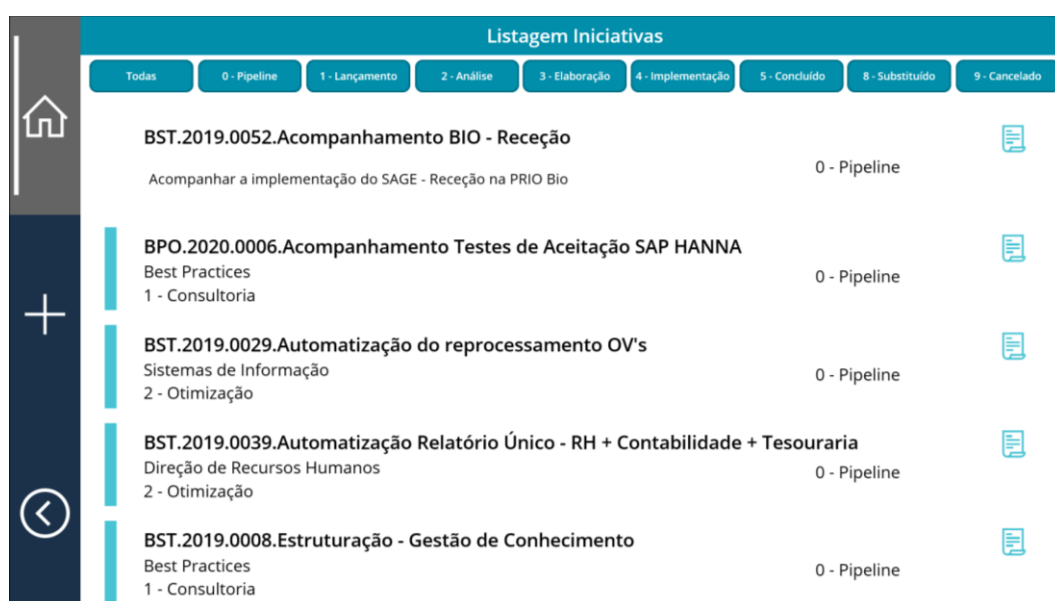 Listagem Iniciativas
Todas
0 - Pipeline
1 - Lançamento
2 - Análise
3 - Elaboração
4 - Implementação
5 - Concluído
8 - Substituído
9 - Cancelado
BST.2019.0052.Acompanhamento BIO - Receção
0 - Pipeline
Acompanhar a implementação do SAGE - Receção na PRIO Bio
BPO.2020.0006.Acompanhamento Testes de Aceitação SAP HANNA
Best Practices
0 - Pipeline
1 - Consultoria
BST.2019.0029.Automatização do reprocessamento OV's
Sistemas de Informação
0 - Pipeline
2 - Otimização
BST.2019.0039.Automatização Relatório Único - RH + Contabilidade + Tesouraria
Direção de Recursos Humanos
0 - Pipeline
2 - Otimização
BST.2019.0008.Estruturação - Gestão de Conhecimento
Best Practices
0 - Pipeline
1 - Consultoria